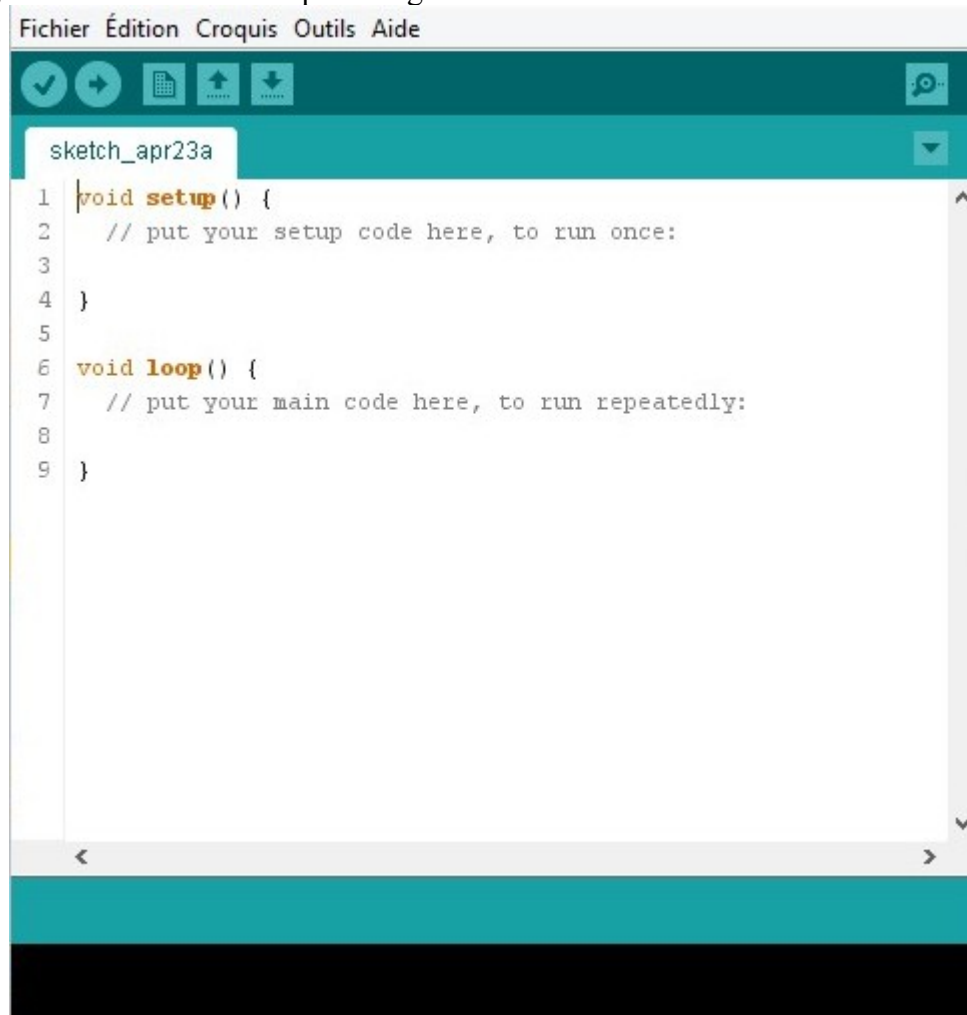 Fichier Édition Croquis Outils Aide
sketch_apr23a
1 void setup() {
2 // put your setup code here, to run once:
3
4 }
5
6 void loop() {
7 // put your main code here, to run repeatedly:
8
9 }